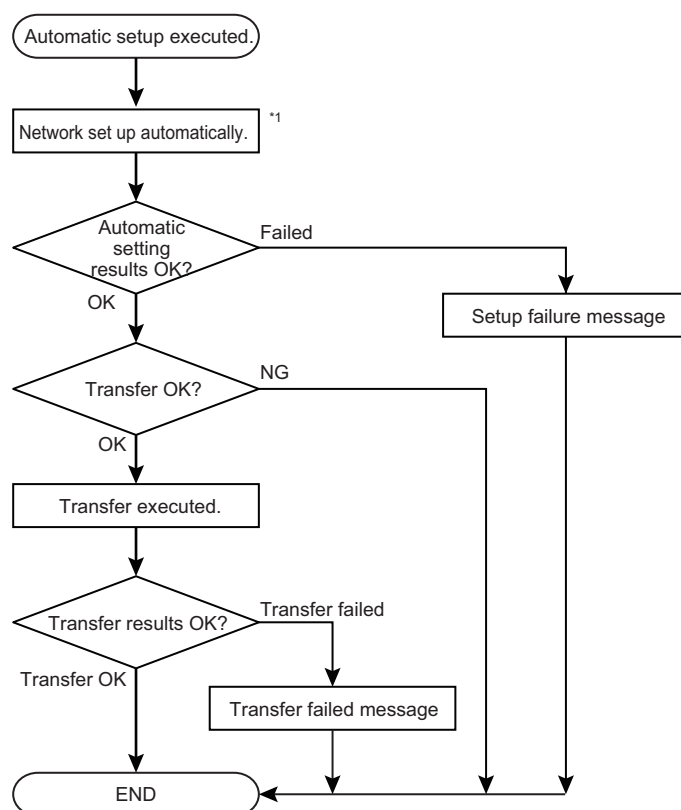 Automatic setup executed.
Network set up automatically.
*1
Automatic
setting
results OK?
Failed
OK
Setup failure message
Transfer OK?
NG
OK
Transfer executed.
Transfer results OK?
Transfer failed
Transfer OK
Transfer failed message
END